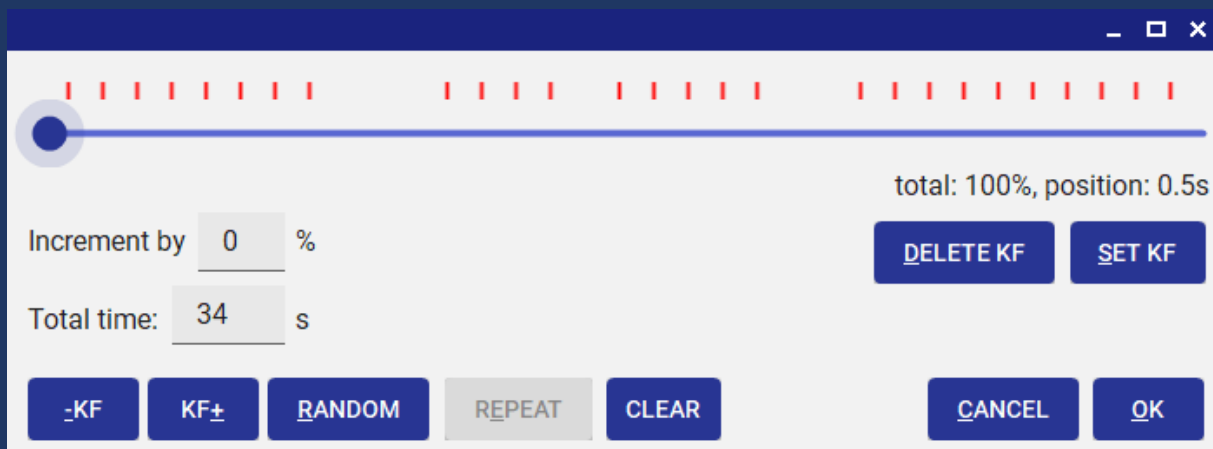 total: 100%, position: 0.5s
Increment by 0 %
DELETE KF SET KF
Total time: 34 s
-KF KF+ RANDOM REPEAT CLEAR CANCEL OK